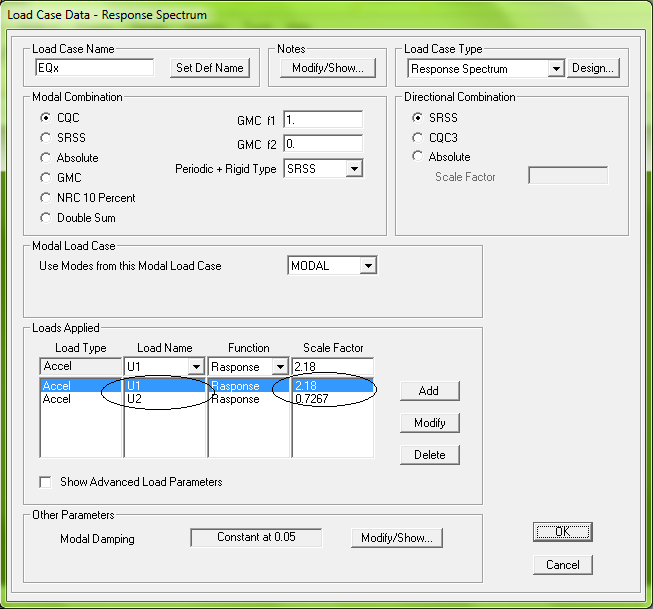 Load Case Data - Response Spectrum
Load Case Name
EQx
Set Def Name
Notes
Modify/Show...
Load Case Type
Response Spectrum
Design...
Modal Combination
CQC
SRSS
Absolute
GMC
NRC 10 Percent
Double Sum
GMC f1
1.
GMC f2
0.
Periodic + Rigid Type
SRSS
Directional Combination
SRSS
CQC3
Absolute
Scale Factor
Modal Load Case
Use Modes from this Modal Load Case
MODAL
Loads Applied
Load Type Load Name Function Scale Factor
Accel U1 Rasponse 2.18
Accel U1 Rasponse 2.18
Accel U2 Rasponse 0.7267
Add
Modify
Delete
Show Advanced Load Parameters
Other Parameters
Modal Damping
Constant at 0.05
Modify/Show...
OK
Cancel